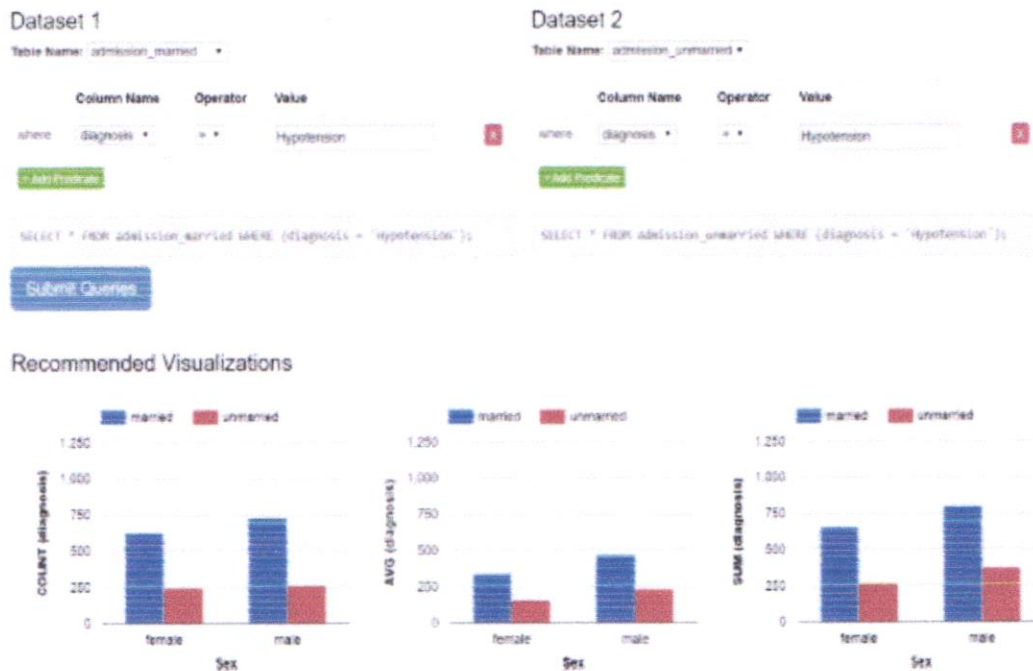 Dataset 1
Table Name: admission_married
Column Name Operator Value
where diagnosis = Hypotension X
+ Add Predicate
SELECT * FROM admission_married WHERE (diagnosis = 'Hypotension');
Dataset 2
Table Name: admission_unmarried
Column Name Operator Value
where diagnosis = Hypotension X
+ Add Predicate
SELECT * FROM admission_unmarried WHERE (diagnosis = 'Hypotension');
Submit Queries
Recommended Visualizations
married unmarried
1,250
1,000
750
500
250
0
COUNT (diagnosis)
female male
Sex
married unmarried
1,250
1,000
750
500
250
0
AVG (diagnosis)
female male
Sex
married unmarried
1,250
1,000
750
500
250
0
SUM (diagnosis)
female male
Sex